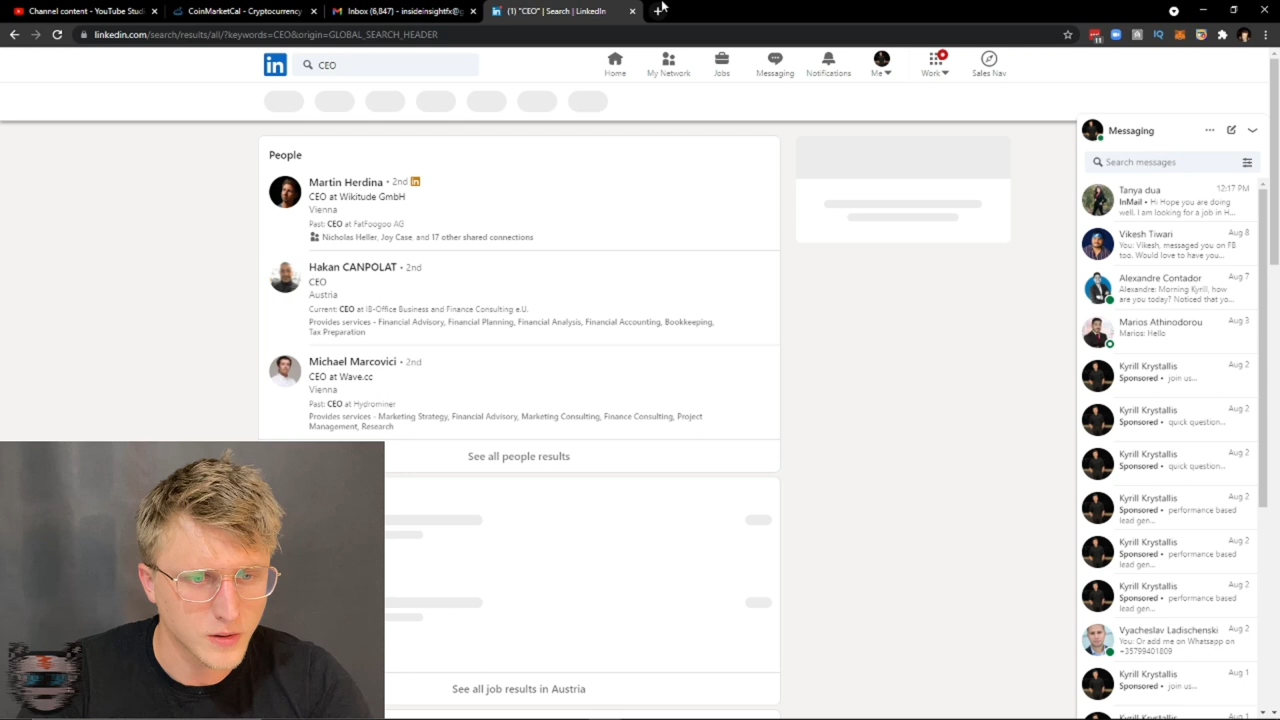 Channel content - YouTube Studi
CoinMarketCal - Cryptocurrency
Inbox (6,847) - insideinsightfx@g
(1) "CEO" | Search | LinkedIn
linkedin.com/search/results/all/?keywords=CEO&origin=GLOBAL_SEARCH_HEADER
11
in
CEO
Home
My Network
Jobs
Messaging
Notifications
Me
Work
Sales Nav
People
Martin Herdina • 2nd in
CEO at Wikitude GmbH
Vienna
Past: CEO at FatFoogoo AG
Nicholas Heller, Joy Case, and 17 other shared connections
Hakan CANPOLAT • 2nd
CEO
Austria
Current: CEO at IB-Office Business and Finance Consulting e.U.
Provides services - Financial Advisory, Financial Planning, Financial Analysis, Financial Accounting, Bookkeeping,
Tax Preparation
Michael Marcovici • 2nd
CEO at Wave.cc
Vienna
Past: CEO at Hydrominer
Provides services - Marketing Strategy, Financial Advisory, Marketing Consulting, Finance Consulting, Project
Management, Research
See all people results
See all job results in Austria
Messaging
Search messages
Tanya dua 12:17 PM
InMail • Hi Hope you are doing
well. I am looking for a job in H...
Vikesh Tiwari Aug 8
You: Vikesh, messaged you on FB
too. Would love to have you...
Alexandre Contador Aug 7
Alexandre: Morning Kyrill, how
are you today? Noticed that yo...
Marios Athinodorou Aug 3
Marios: Hello
Kyrill Krystallis Aug 2
Sponsored • join us...
Kyrill Krystallis Aug 2
Sponsored • quick question...
Kyrill Krystallis Aug 2
Sponsored • quick question...
Kyrill Krystallis Aug 2
Sponsored • performance based
lead gen...
Kyrill Krystallis Aug 2
Sponsored • performance based
lead gen...
Kyrill Krystallis Aug 2
Sponsored • performance based
lead gen...
Vyacheslav Ladischenski Aug 2
You: Or add me on Whatsapp on
+35799401809
Kyrill Krystallis Aug 1
Sponsored • join us...
Kyrill Krystallis Aug 1